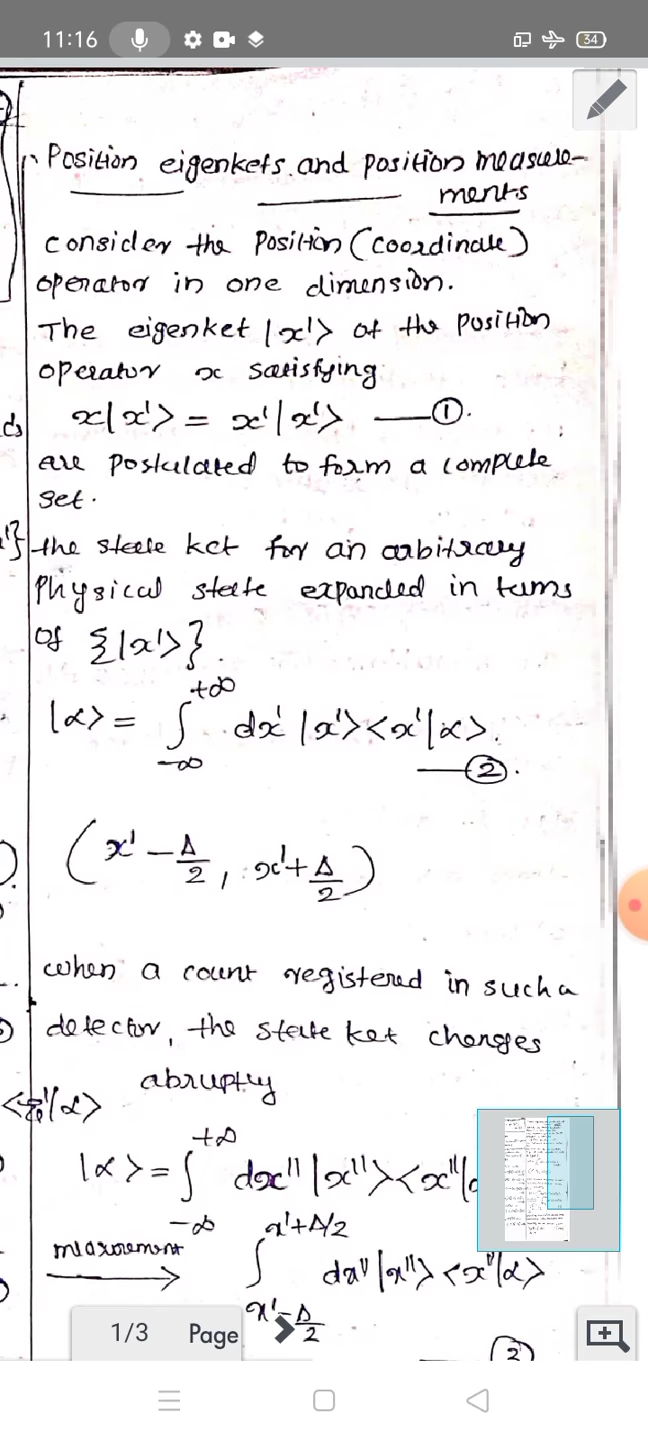 11:16
34
Position eigenkets. and position measure-
ments
consider the Position (coordinate)
operator in one dimension.
The eigenket |x'> of the position
operator x satisfying
x|x'> = x'|x'> —①.
ds
are postulated to form a complete
set.
'}
the state ket for an arbitrary
Physical state expanded in terms
of {|x'>}.
+∞
|α> = ∫ dx' |x'><x'|α>.
-∞
—②.
(x' - Δ/2, x' + Δ/2)
when a count registered in such a
detector, the state ket changes
abruptly
|α>
+∞
|α> = ∫ dx'' |x''><x''|
-∞
x'+Δ/2
measurement ⟶ ∫ dx'' |x''> <x''|α>
x'-Δ/2
1/3 Page